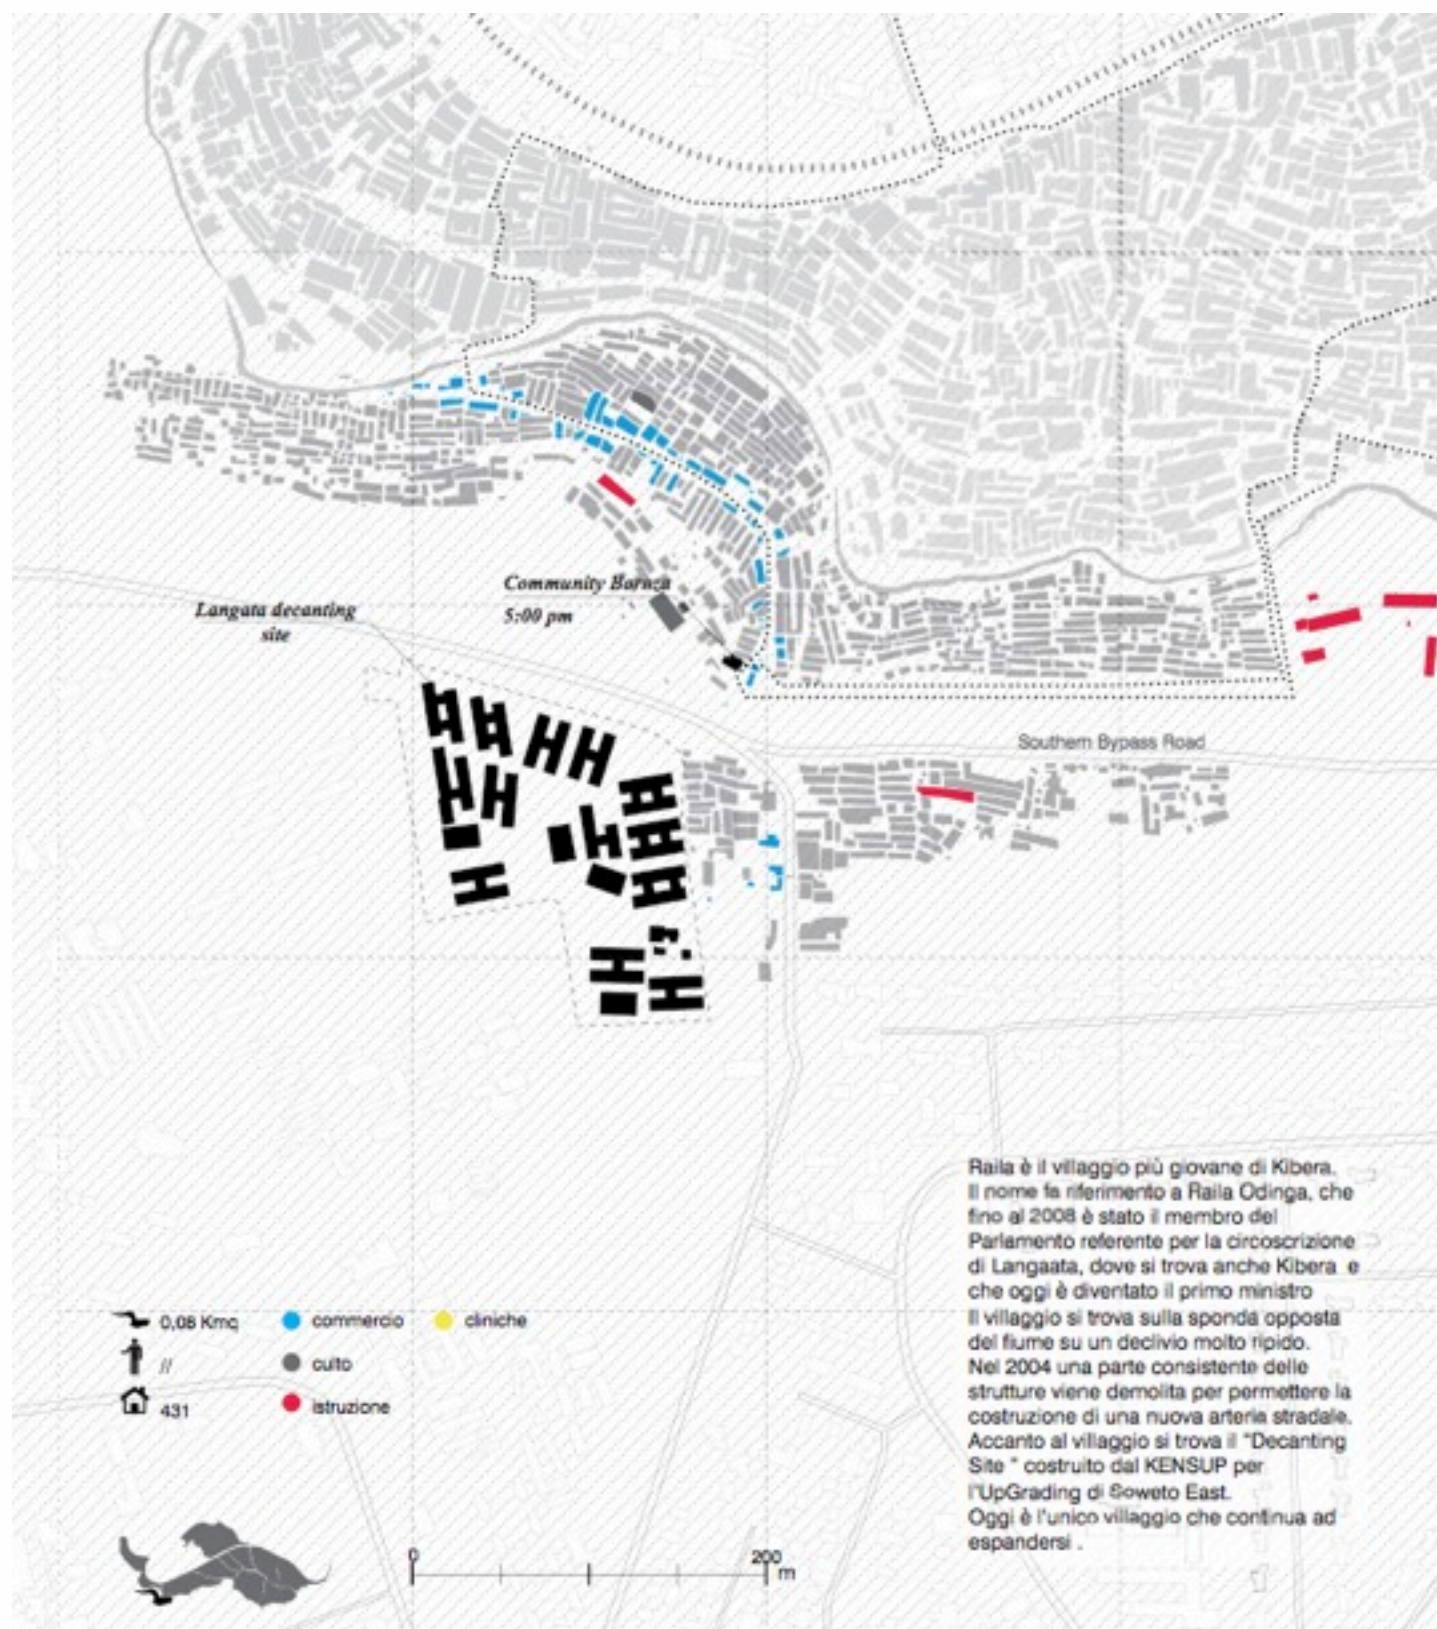 Community Baraza
5:00 pm
Langata decanting
site
Southern Bypass Road
Raila è il villaggio più giovane di Kibera.
Il nome fa riferimento a Raila Odinga, che
fino al 2008 è stato il membro del
Parlamento referente per la circoscrizione
di Langaata, dove si trova anche Kibera e
che oggi è diventato il primo ministro
Il villaggio si trova sulla sponda opposta
del fiume su un declivio molto ripido.
Nel 2004 una parte consistente delle
strutture viene demolita per permettere la
costruzione di una nuova arteria stradale.
Accanto al villaggio si trova il "Decanting
Site " costruito dal KENSUP per
l'UpGrading di Soweto East.
Oggi è l'unico villaggio che continua ad
espandersi .
0,08 Kmq
commercio
cliniche
//
culto
431
istruzione
0
200
m